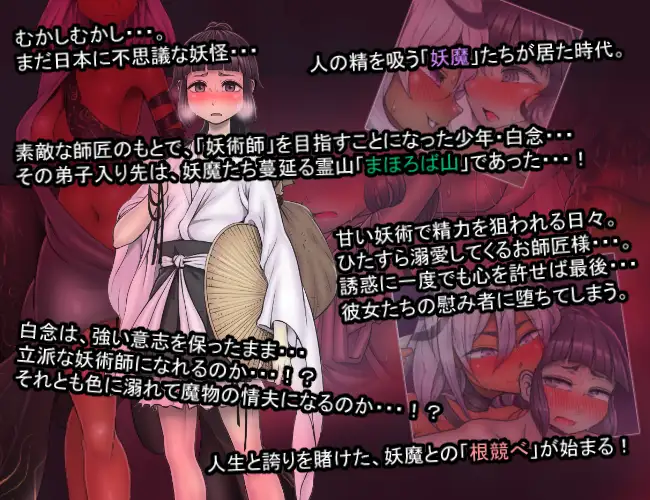 むかしむかし･･･。
まだ日本に不思議な妖怪･･･
人の精を吸う｢妖魔｣たちが居た時代。
素敵な師匠のもとで､｢妖術師｣を目指すことになった少年･白念･･･
その弟子入り先は､妖魔たち蔓延る霊山｢まほろば山｣であった･･･！
甘い妖術で精力を狙われる日々。
ひたすら溺愛してくるお師匠様･･･。
誘惑に一度でも心を許せば最後･･･
彼女たちの慰み者に堕ちてしまう。
白念は､強い意志を保ったまま･･･
立派な妖術師になれるのか･･･！？
それとも色に溺れて魔物の情夫になるのか･･･！？
人生と誇りを賭けた､妖魔との｢根競べ｣が始まる！